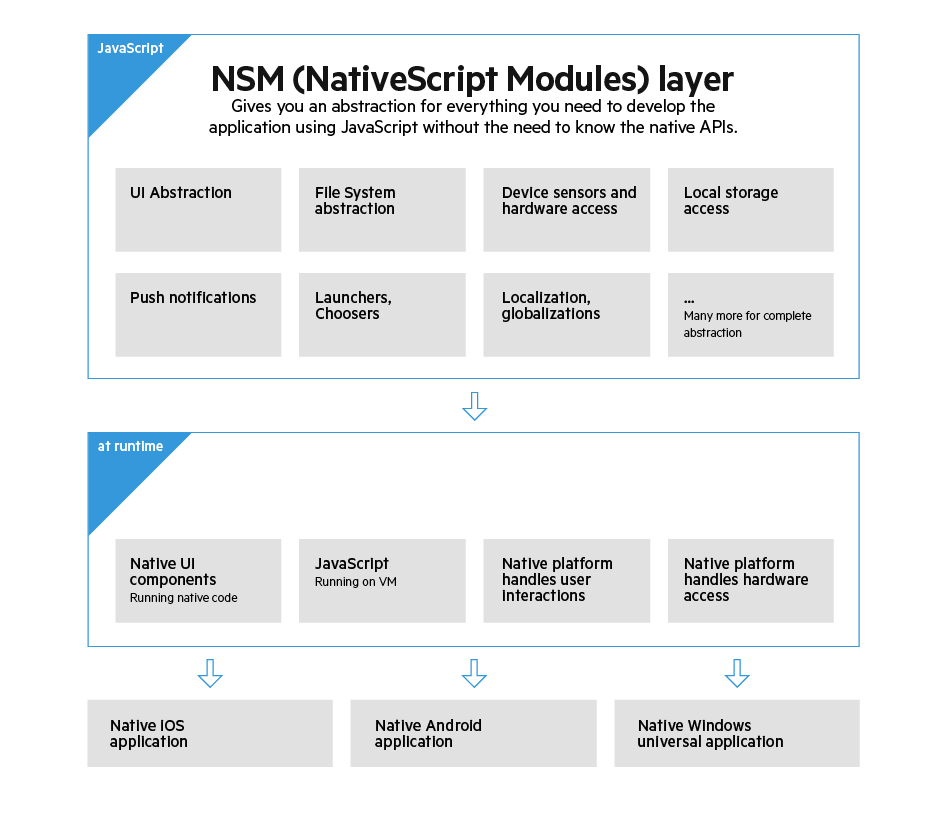 JavaScript
NSM (NativeScript Modules) layer
Gives you an abstraction for everything you need to develop the
application using JavaScript without the need to know the native APIs.
UI Abstraction
File System
abstraction
Device sensors and
hardware access
Local storage
access
Push notifications
Launchers,
Choosers
Localization,
globalizations
...
Many more for complete
abstraction
at runtime
Native UI
components
Running native code
JavaScript
Running on VM
Native platform
handles user
interactions
Native platform
handles hardware
access
Native iOS
application
Native Android
application
Native Windows
universal application